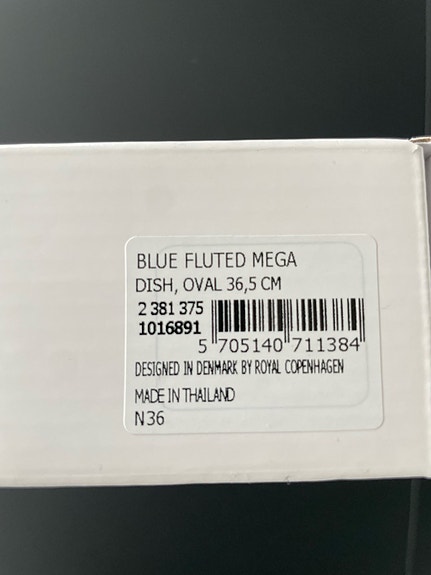 BLUE FLUTED MEGA
DISH, OVAL 36,5 CM
2 381 375
1016891
5 705140 711384
DESIGNED IN DENMARK BY ROYAL COPENHAGEN
MADE IN THAILAND
N36